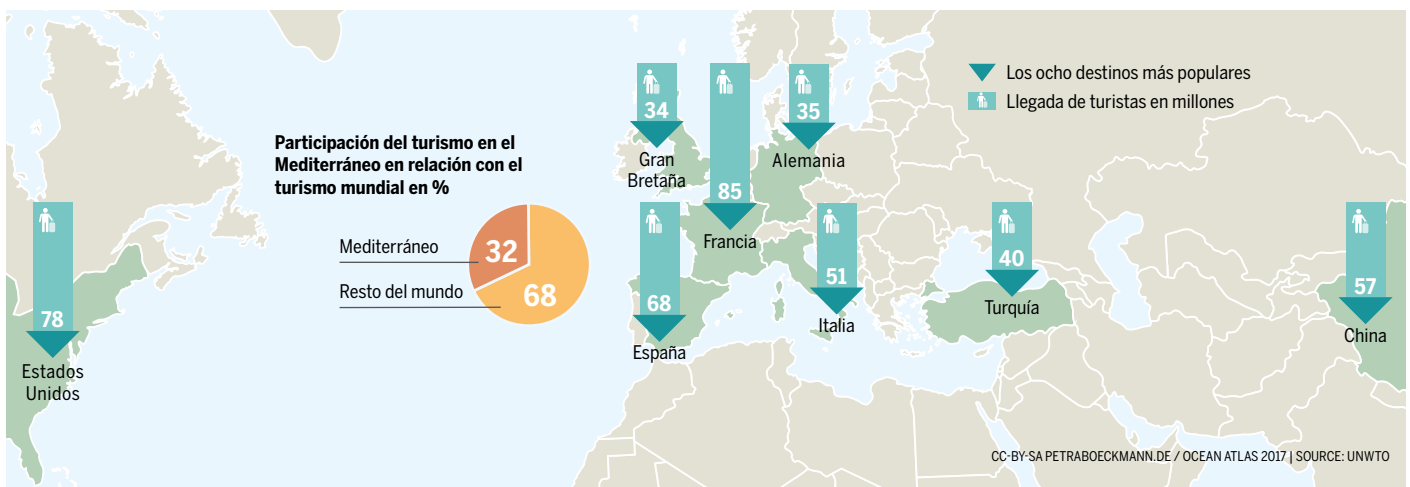 Los ocho destinos más populares
Llegada de turistas en millones
Participación del turismo en el
Mediterráneo en relación con el
turismo mundial en %
Mediterráneo
32
Resto del mundo
68
78
Estados
Unidos
34
Gran
Bretaña
85
Francia
35
Alemania
68
España
51
Italia
40
Turquía
57
China
CC-BY-SA PETRABOECKMANN.DE / OCEAN ATLAS 2017 | SOURCE: UNWTO